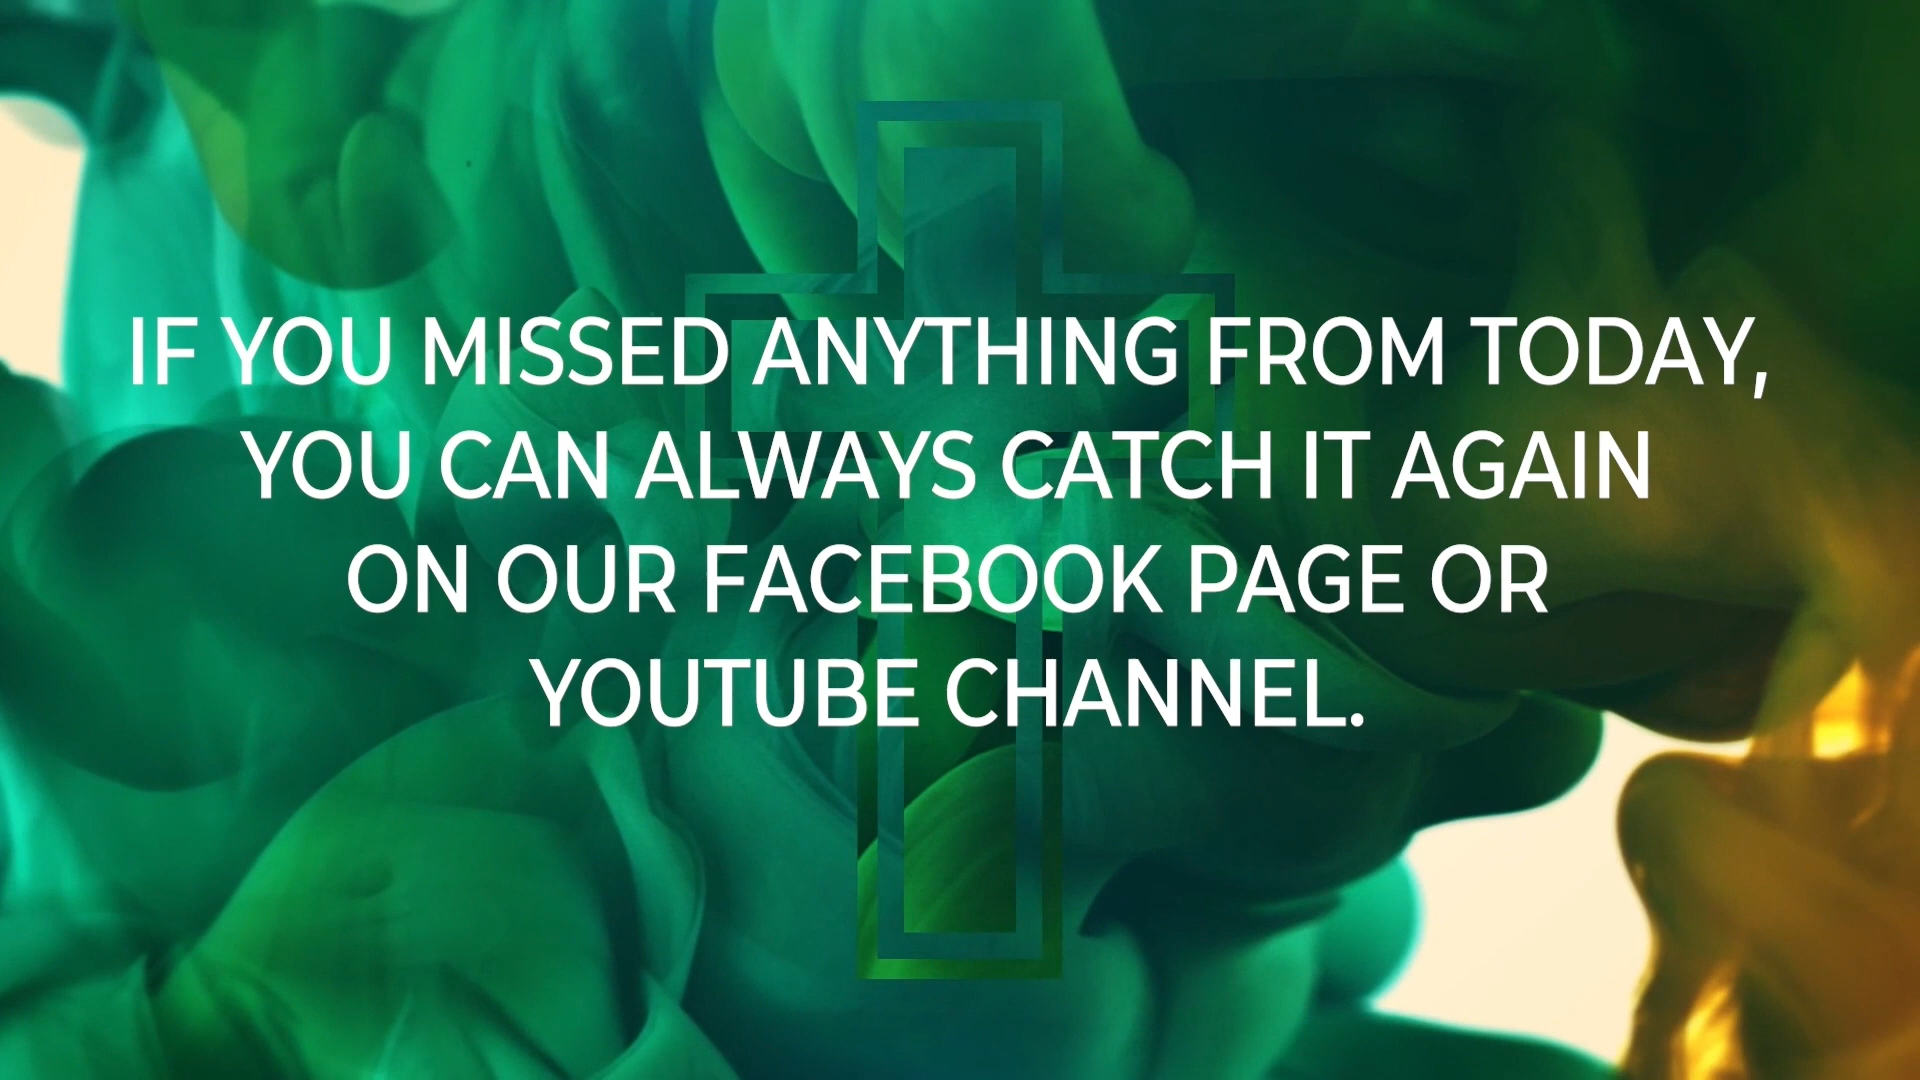 IF YOU MISSED ANYTHING FROM TODAY,
YOU CAN ALWAYS CATCH IT AGAIN
ON OUR FACEBOOK PAGE OR
YOUTUBE CHANNEL.